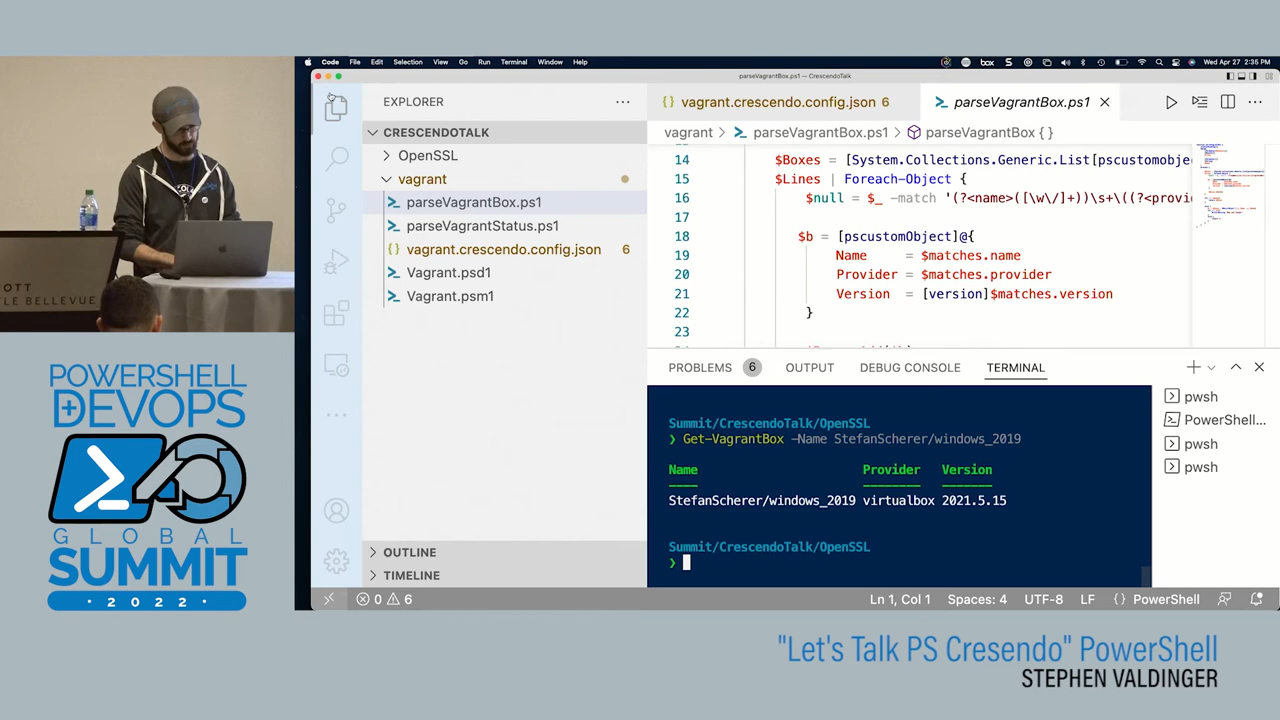 Code File Edit Selection View Go Run Terminal Window Help
box
Wed Apr 27 2:35 PM
parseVagrantBox.ps1 — CrescendoTalk
EXPLORER
CRESCENDOTALK
OpenSSL
vagrant
parseVagrantBox.ps1
parseVagrantStatus.ps1
{} vagrant.crescendo.config.json 6
Vagrant.psd1
Vagrant.psm1
OUTLINE
TIMELINE
{} vagrant.crescendo.config.json 6
parseVagrantBox.ps1
vagrant > parseVagrantBox.ps1 > parseVagrantBox { }
14 $Boxes = [System.Collections.Generic.List[pscustomobje
15 $Lines | Foreach-Object {
16 $null = $_ -match '(?<name>([\w\/]+))\s+\((?<provi
17
18 $b = [pscustomObject]@{
19 Name = $matches.name
20 Provider = $matches.provider
21 Version = [version]$matches.version
22 }
23
PROBLEMS 6 OUTPUT DEBUG CONSOLE TERMINAL
Summit/CrescendoTalk/OpenSSL
❯ Get-VagrantBox -Name StefanScherer/windows_2019
Name Provider Version
---- -------- -------
StefanScherer/windows_2019 virtualbox 2021.5.15
Summit/CrescendoTalk/OpenSSL
❯
pwsh
PowerShell...
pwsh
pwsh
0 6
Ln 1, Col 1 Spaces: 4 UTF-8 LF {} PowerShell
OTT
TLE BELLEVUE
POWERSHELL
DEVOPS
GLOBAL
SUMMIT
· 2 0 2 2 ·
"Let's Talk PS Cresendo" PowerShell
STEPHEN VALDINGER